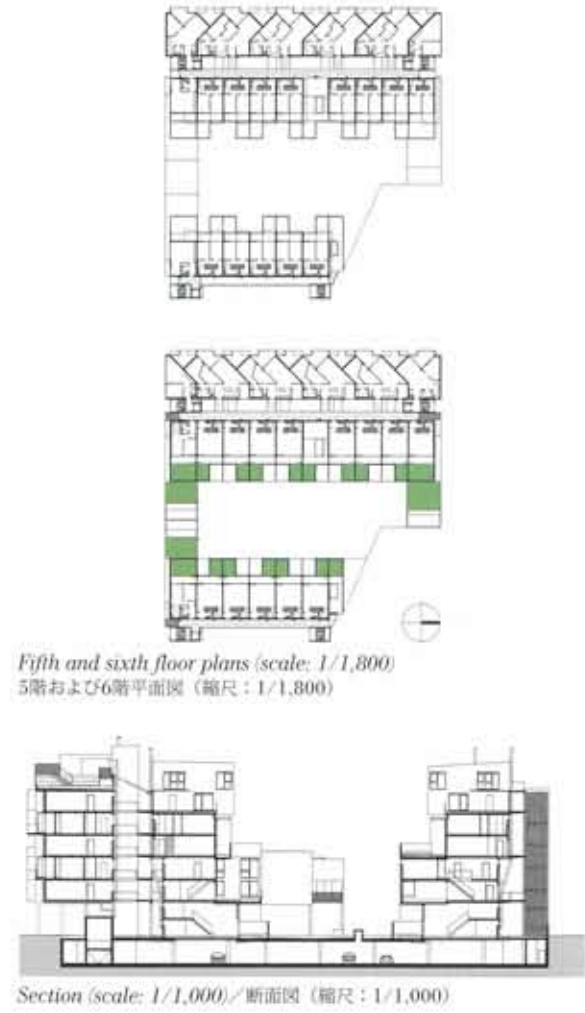 Fifth and sixth floor plans (scale: 1/1,800)
5階および6階平面図（縮尺：1/1,800）
Section (scale: 1/1,000)／断面図（縮尺：1/1,000）